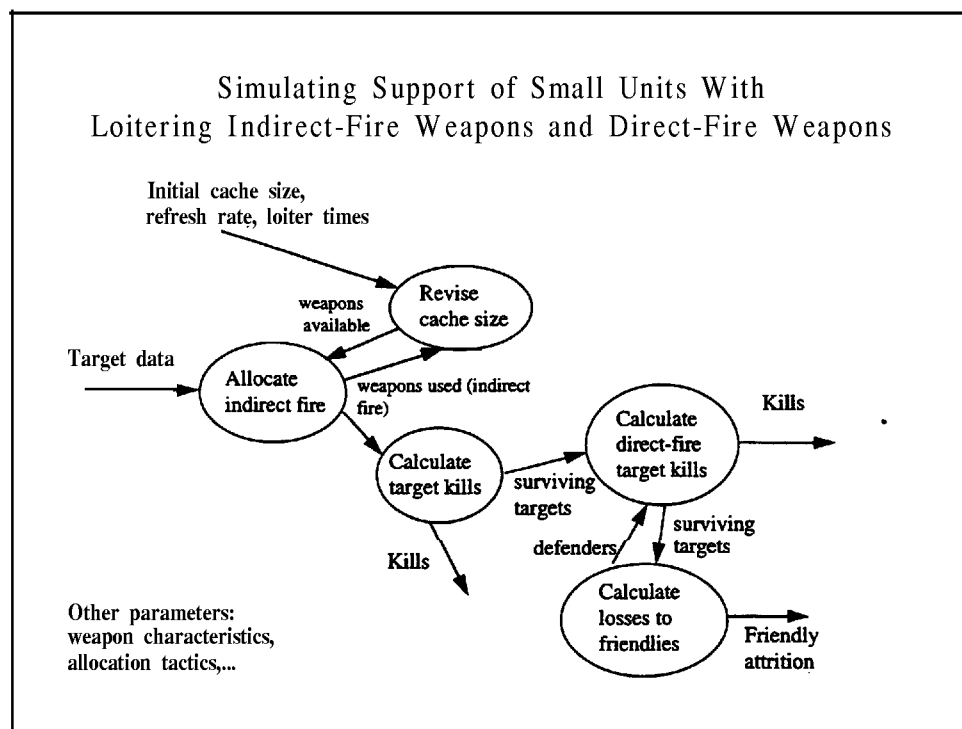 Simulating Support of Small Units With
Loitering Indirect-Fire Weapons and Direct-Fire Weapons
Initial cache size,
refresh rate, loiter times
Revise
cache size
weapons
available
Target data
Allocate
indirect fire
weapons used (indirect
fire)
Calculate
target kills
surviving
targets
Calculate
direct-fire
target kills
Kills
Kills
defenders
surviving
targets
Calculate
losses to
friendlies
Friendly
attrition
Other parameters:
weapon characteristics,
allocation tactics,...